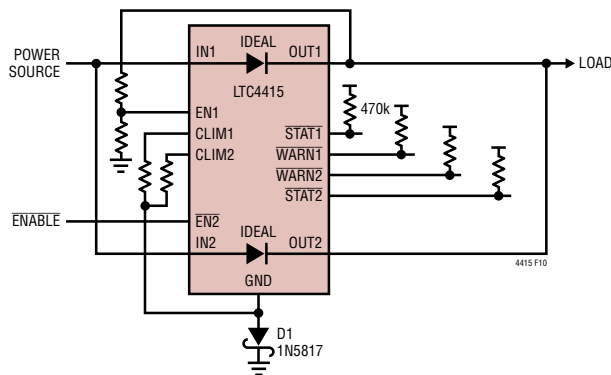 POWER
SOURCE
IN1
IDEAL
OUT1
LOAD
LTC4415
EN1
CLIM1
CLIM2
470k
STAT1
WARN1
WARN2
STAT2
ENABLE
EN2
IN2
IDEAL
OUT2
GND
4415 F10
D1
1N5817